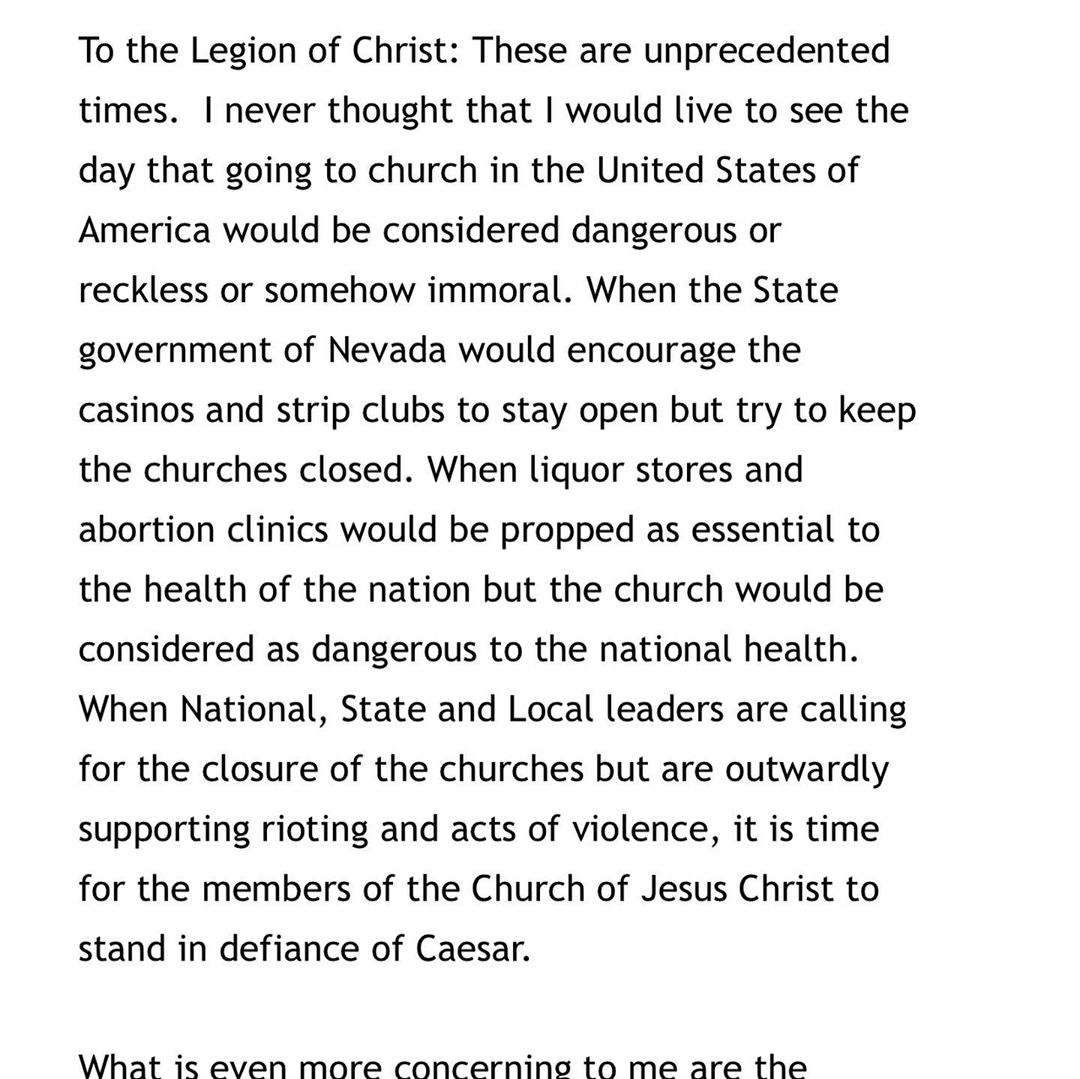 To the Legion of Christ: These are unprecedented
times.  I never thought that I would live to see the
day that going to church in the United States of
America would be considered dangerous or
reckless or somehow immoral. When the State
government of Nevada would encourage the
casinos and strip clubs to stay open but try to keep
the churches closed. When liquor stores and
abortion clinics would be propped as essential to
the health of the nation but the church would be
considered as dangerous to the national health.
When National, State and Local leaders are calling
for the closure of the churches but are outwardly
supporting rioting and acts of violence, it is time
for the members of the Church of Jesus Christ to
stand in defiance of Caesar.
What is even more concerning to me are the